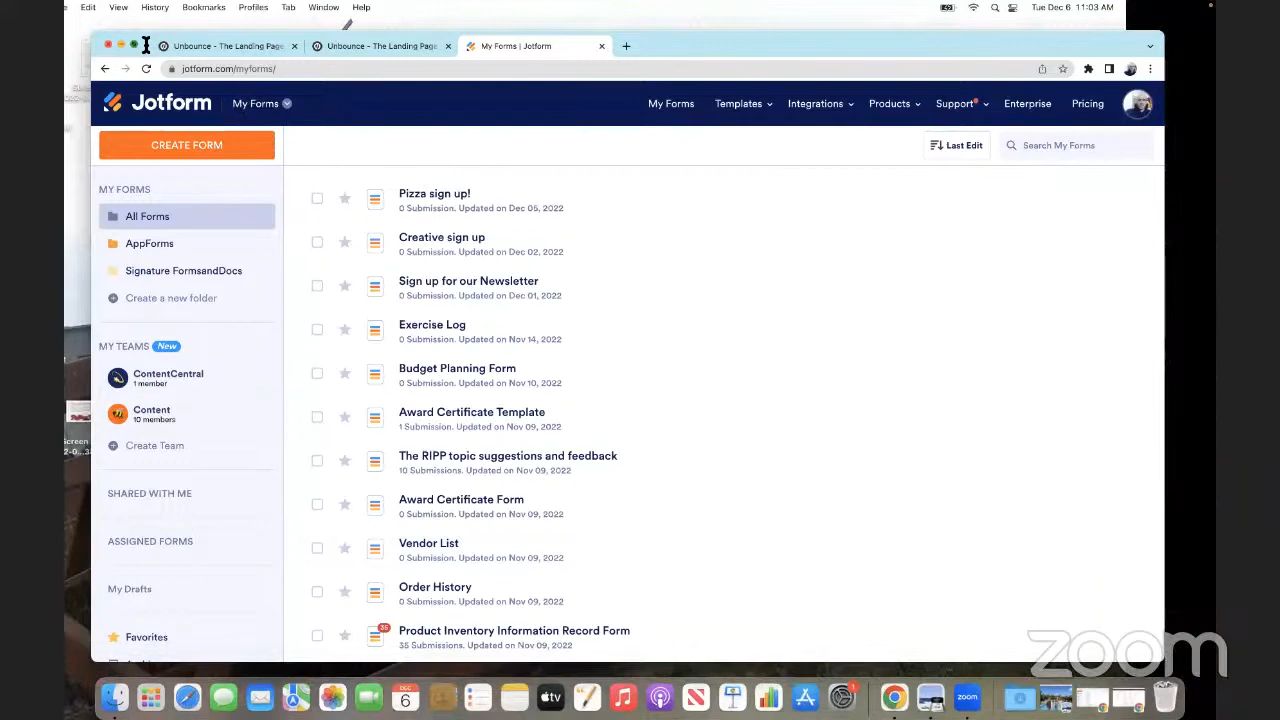 Edit View History Bookmarks Profiles Tab Window Help Tue Dec 6 11:03 AM
Unbounce - The Landing Page Unbounce - The Landing Page My Forms | Jotform
jotform.com/myforms/
Jotform My Forms My Forms Templates Integrations Products Support Enterprise Pricing
CREATE FORM Last Edit Search My Forms
MY FORMS
All Forms
AppForms
Signature FormsandDocs
Create a new folder
MY TEAMS New
ContentCentral
1 member
Content
10 members
Create Team
SHARED WITH ME
ASSIGNED FORMS
My Drafts
Favorites
Pizza sign up!
0 Submission. Updated on Dec 05, 2022
Creative sign up
0 Submission. Updated on Dec 02, 2022
Sign up for our Newsletter
0 Submission. Updated on Dec 01, 2022
Exercise Log
0 Submission. Updated on Nov 14, 2022
Budget Planning Form
0 Submission. Updated on Nov 10, 2022
Award Certificate Template
1 Submission. Updated on Nov 09, 2022
The RIPP topic suggestions and feedback
10 Submissions. Updated on Nov 09, 2022
Award Certificate Form
0 Submission. Updated on Nov 09, 2022
Vendor List
0 Submission. Updated on Nov 09, 2022
Order History
0 Submission. Updated on Nov 09, 2022
35
Product Inventory Information Record Form
35 Submissions. Updated on Nov 09, 2022
Screen
zoom
DEC
6
tv
1
zoom